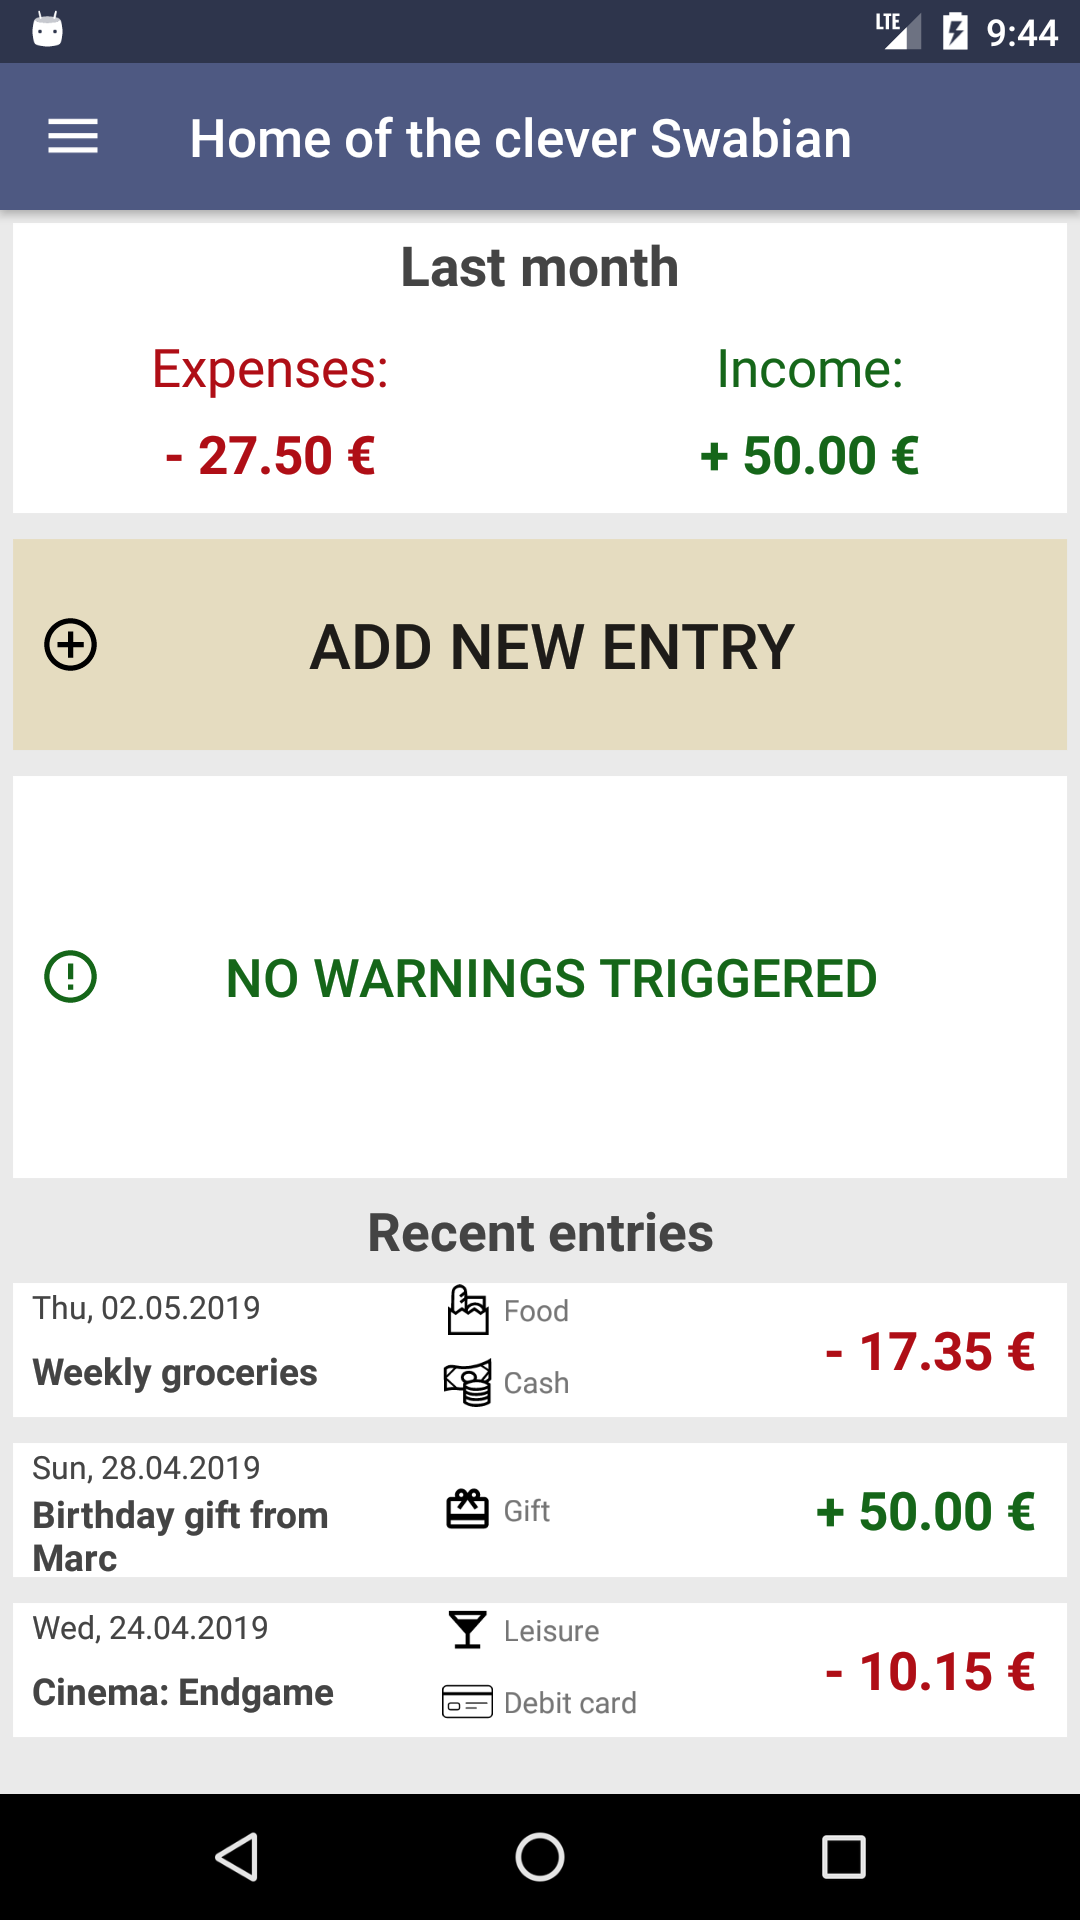 LTE 9:44
Home of the clever Swabian
Last month
Expenses: Income:
- 27.50 € + 50.00 €
ADD NEW ENTRY
NO WARNINGS TRIGGERED
Recent entries
Thu, 02.05.2019 Food
Weekly groceries Cash - 17.35 €
Sun, 28.04.2019
Birthday gift from Gift + 50.00 €
Marc
Wed, 24.04.2019 Leisure
Cinema: Endgame Debit card - 10.15 €